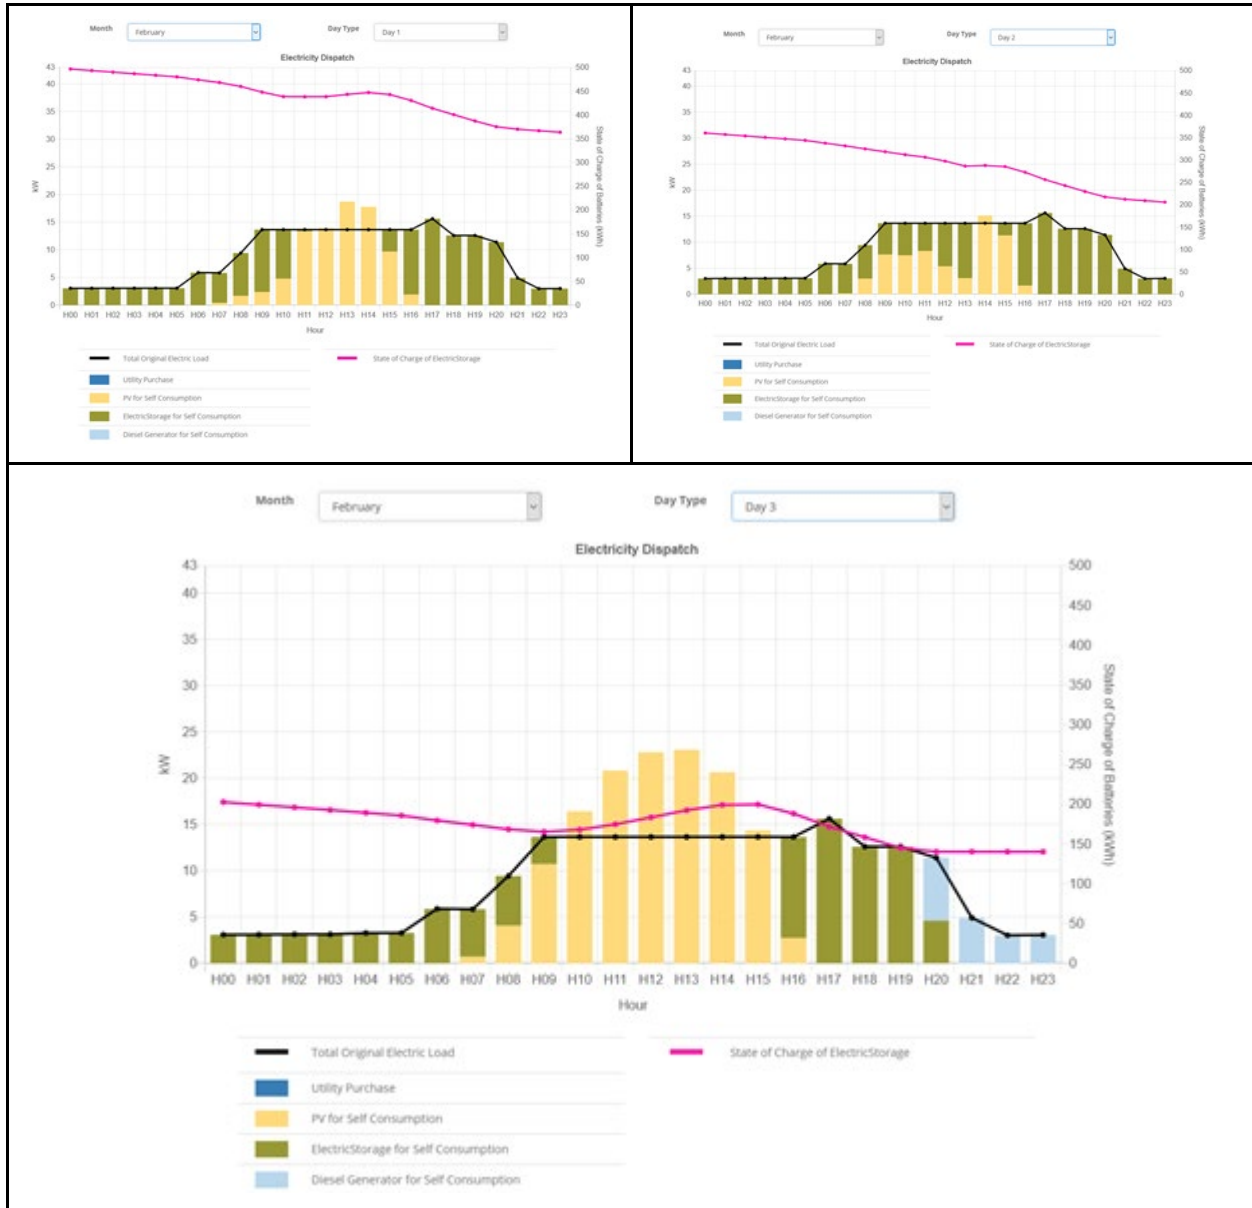 Month February Day Type Day 1
Electricity Dispatch
43 500
40 450
35 400
30 350
25 300
20 250
15 200
10 150
5 100
0 50
0
kW
State of Charge of Batteries (kWh)
H00 H01 H02 H03 H04 H05 H06 H07 H08 H09 H10 H11 H12 H13 H14 H15 H16 H17 H18 H19 H20 H21 H22 H23
Hour
Total Original Electric Load State of Charge of ElectricStorage
Utility Purchase
PV for Self Consumption
ElectricStorage for Self Consumption
Diesel Generator for Self Consumption
Month February Day Type Day 2
Electricity Dispatch
43 500
40 450
35 400
30 350
25 300
20 250
15 200
10 150
5 100
0 50
0
kW
State of Charge of Batteries (kWh)
H00 H01 H02 H03 H04 H05 H06 H07 H08 H09 H10 H11 H12 H13 H14 H15 H16 H17 H18 H19 H20 H21 H22 H23
Hour
Total Original Electric Load State of Charge of ElectricStorage
Utility Purchase
PV for Self Consumption
ElectricStorage for Self Consumption
Diesel Generator for Self Consumption
Month February Day Type Day 3
Electricity Dispatch
43 500
40 450
35 400
30 350
25 300
20 250
15 200
10 150
5 100
0 50
0
kW
State of Charge of Batteries (kWh)
H00 H01 H02 H03 H04 H05 H06 H07 H08 H09 H10 H11 H12 H13 H14 H15 H16 H17 H18 H19 H20 H21 H22 H23
Hour
Total Original Electric Load State of Charge of ElectricStorage
Utility Purchase
PV for Self Consumption
ElectricStorage for Self Consumption
Diesel Generator for Self Consumption